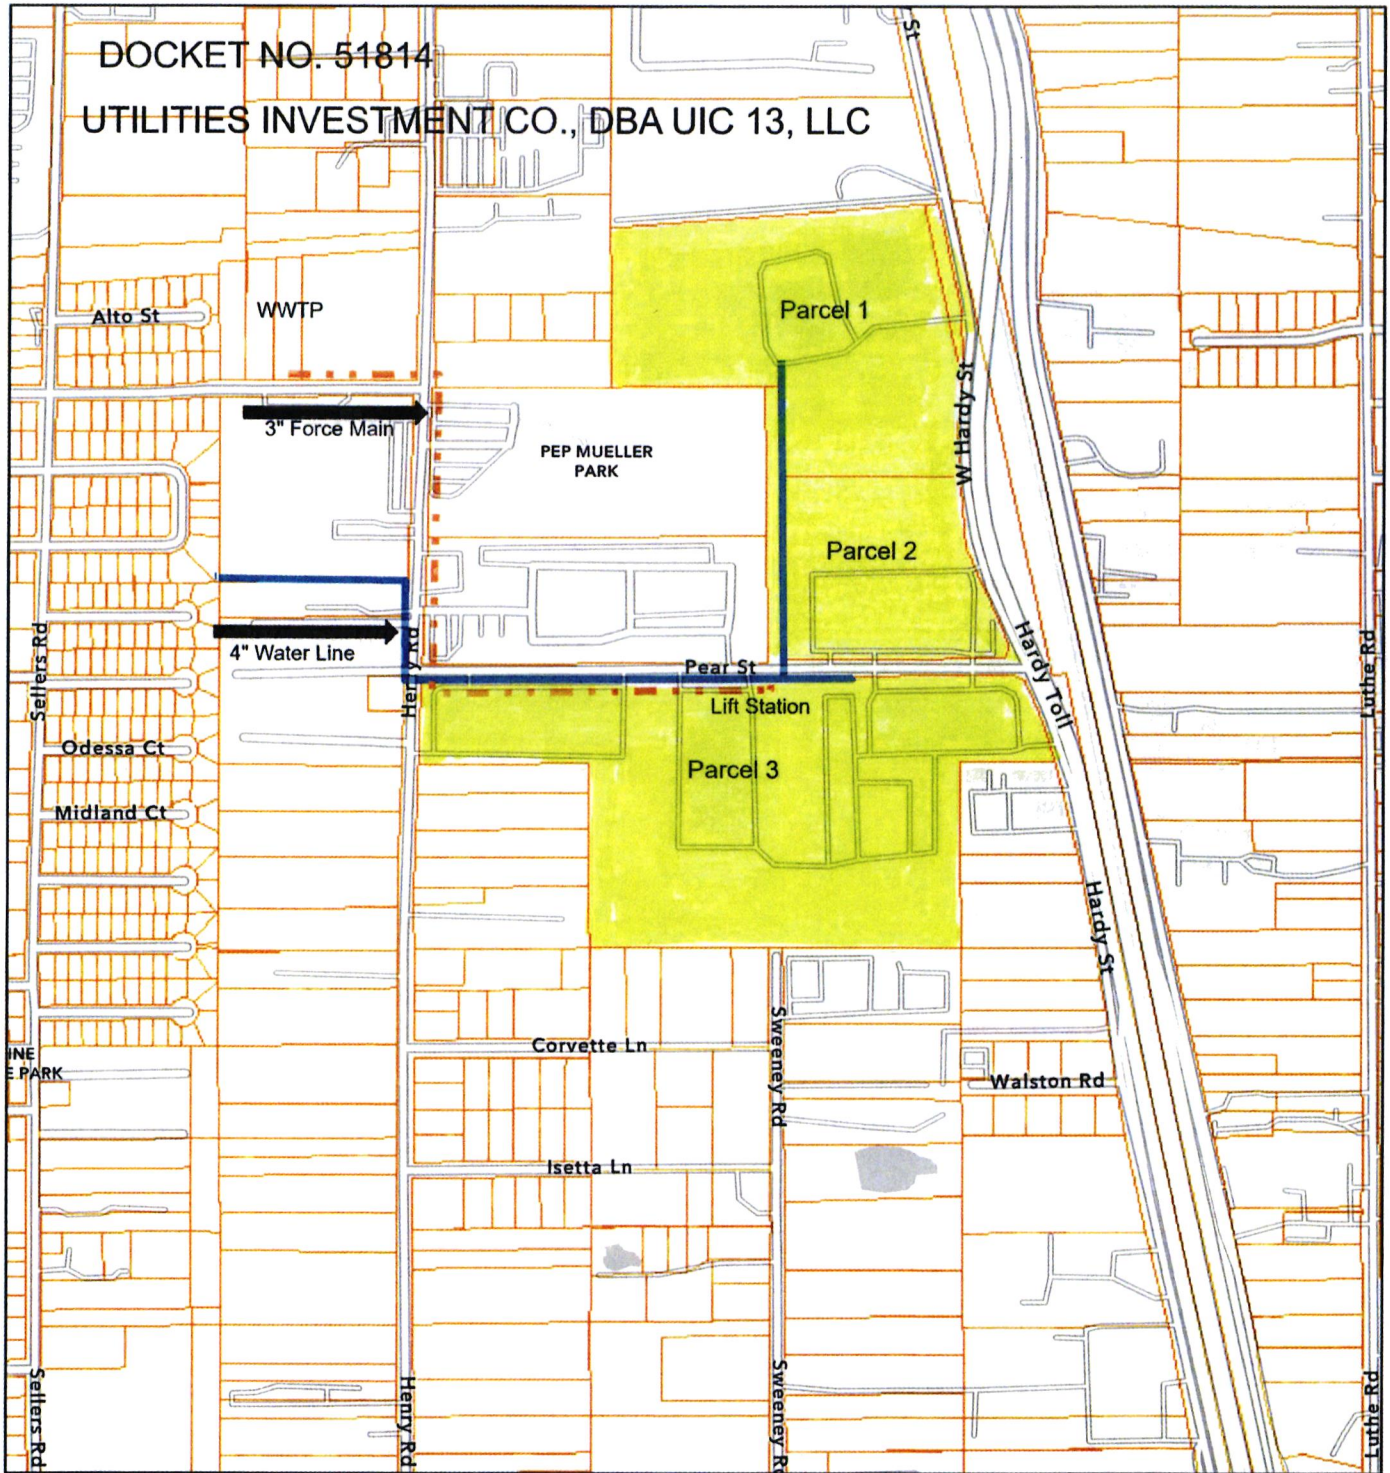 DOCKET NO. 51814
UTILITIES INVESTMENT CO., DBA UIC 13, LLC
St
Parcel 1
WWTP
Alto St
3" Force Main
PEP MUELLER
PARK
W Hardy St
Parcel 2
4" Water Line
Sellers Rd
Henry Rd
Pear St
Hardy Toll
Luthe Rd
Lift Station
Odessa Ct
Parcel 3
Midland Ct
Hardy St
Corvette Ln
Sweeney Rd
INE
E PARK
Walston Rd
Isetta Ln
Sellers Rd
Henry Rd
Sweeney Rd
Luthe Rd